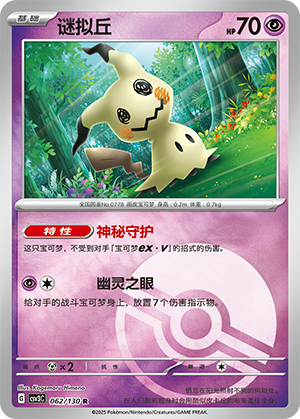 基础 谜拟丘 HP70
全国图鉴No.0778 画皮宝可梦 身高:0.2m 体重:0.7kg
特性 神秘守护
这只宝可梦,不受到对手「宝可梦ex・V」的招式的伤害。
幽灵之眼
给对手的战斗宝可梦身上,放置7个伤害指示物。
弱点 ×2 抵抗力 撤退
Illus. Kagemaru Himeno
G CSV3C 062/130 R
©2025 Pokémon/Nintendo/Creatures/GAME FREAK.